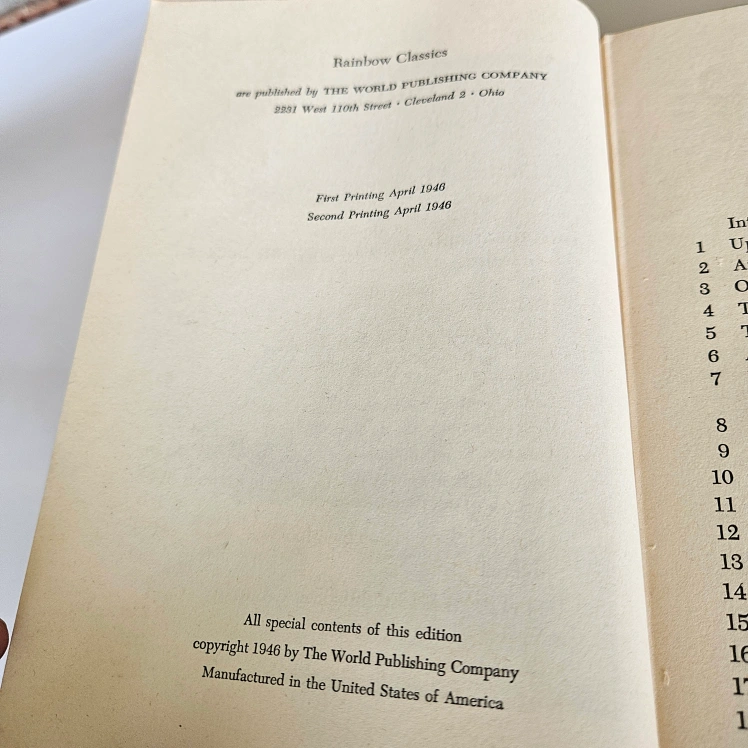 Rainbow Classics
are published by THE WORLD PUBLISHING COMPANY
2231 West 110th Street · Cleveland 2 · Ohio
First Printing April 1946
Second Printing April 1946
All special contents of this edition
copyright 1946 by The World Publishing Company
Manufactured in the United States of America
1
2
3
4
5
6
7
8
9
10
11
12
13
14
15
16